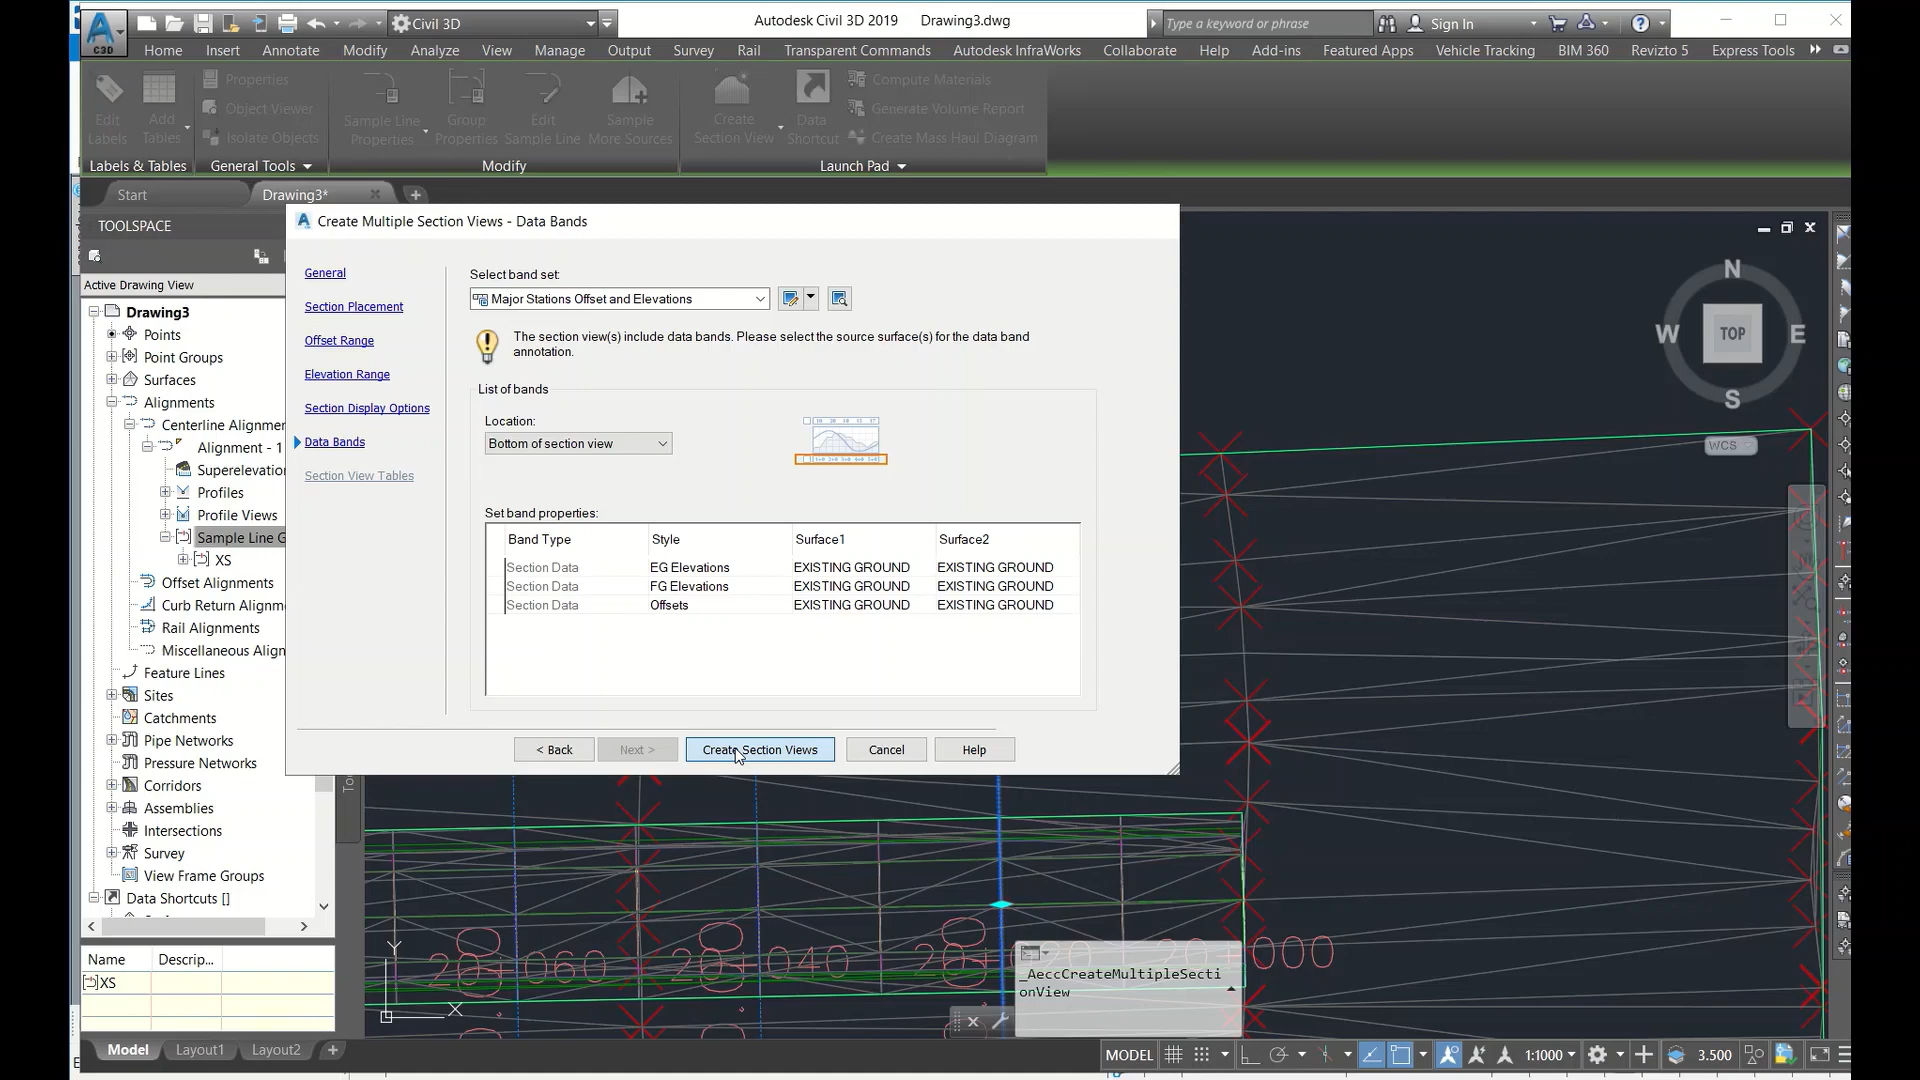 Civil 3D
Autodesk Civil 3D 2019 Drawing3.dwg
Type a keyword or phrase
Sign In
C3D
Home Insert Annotate Modify Analyze View Manage Output Survey Rail Transparent Commands Autodesk InfraWorks Collaborate Help Add-ins Featured Apps Vehicle Tracking BIM 360 Revizto 5 Express Tools
Edit Labels
Add Tables
Properties
Object Viewer
Isolate Objects
Sample Line Properties
Group Properties
Edit Sample Line
Sample More Sources
Create Section View
Data Shortcut
Compute Materials
Generate Volume Report
Create Mass Haul Diagram
Labels & Tables General Tools Modify Launch Pad
Start Drawing3*
TOOLSPACE
Active Drawing View
Drawing3
Points
Point Groups
Surfaces
Alignments
Centerline Alignmer
Alignment - 1
Superelevatio
Profiles
Profile Views
Sample Line G
XS
Offset Alignments
Curb Return Alignm
Rail Alignments
Miscellaneous Align
Feature Lines
Sites
Catchments
Pipe Networks
Pressure Networks
Corridors
Assemblies
Intersections
Survey
View Frame Groups
Data Shortcuts []
Name Descrip...
XS
Create Multiple Section Views - Data Bands
General
Section Placement
Offset Range
Elevation Range
Section Display Options
Data Bands
Section View Tables
Select band set:
Major Stations Offset and Elevations
The section view(s) include data bands. Please select the source surface(s) for the data band
annotation.
List of bands
Location:
Bottom of section view
Set band properties:
Band Type Style Surface1 Surface2
Section Data EG Elevations EXISTING GROUND EXISTING GROUND
Section Data FG Elevations EXISTING GROUND EXISTING GROUND
Section Data Offsets EXISTING GROUND EXISTING GROUND
< Back Next > Create Section Views Cancel Help
N
W TOP E
S
WCS
Y
X
_AeccCreateMultipleSecti
onView
Model Layout1 Layout2
MODEL 1:1000 3.500